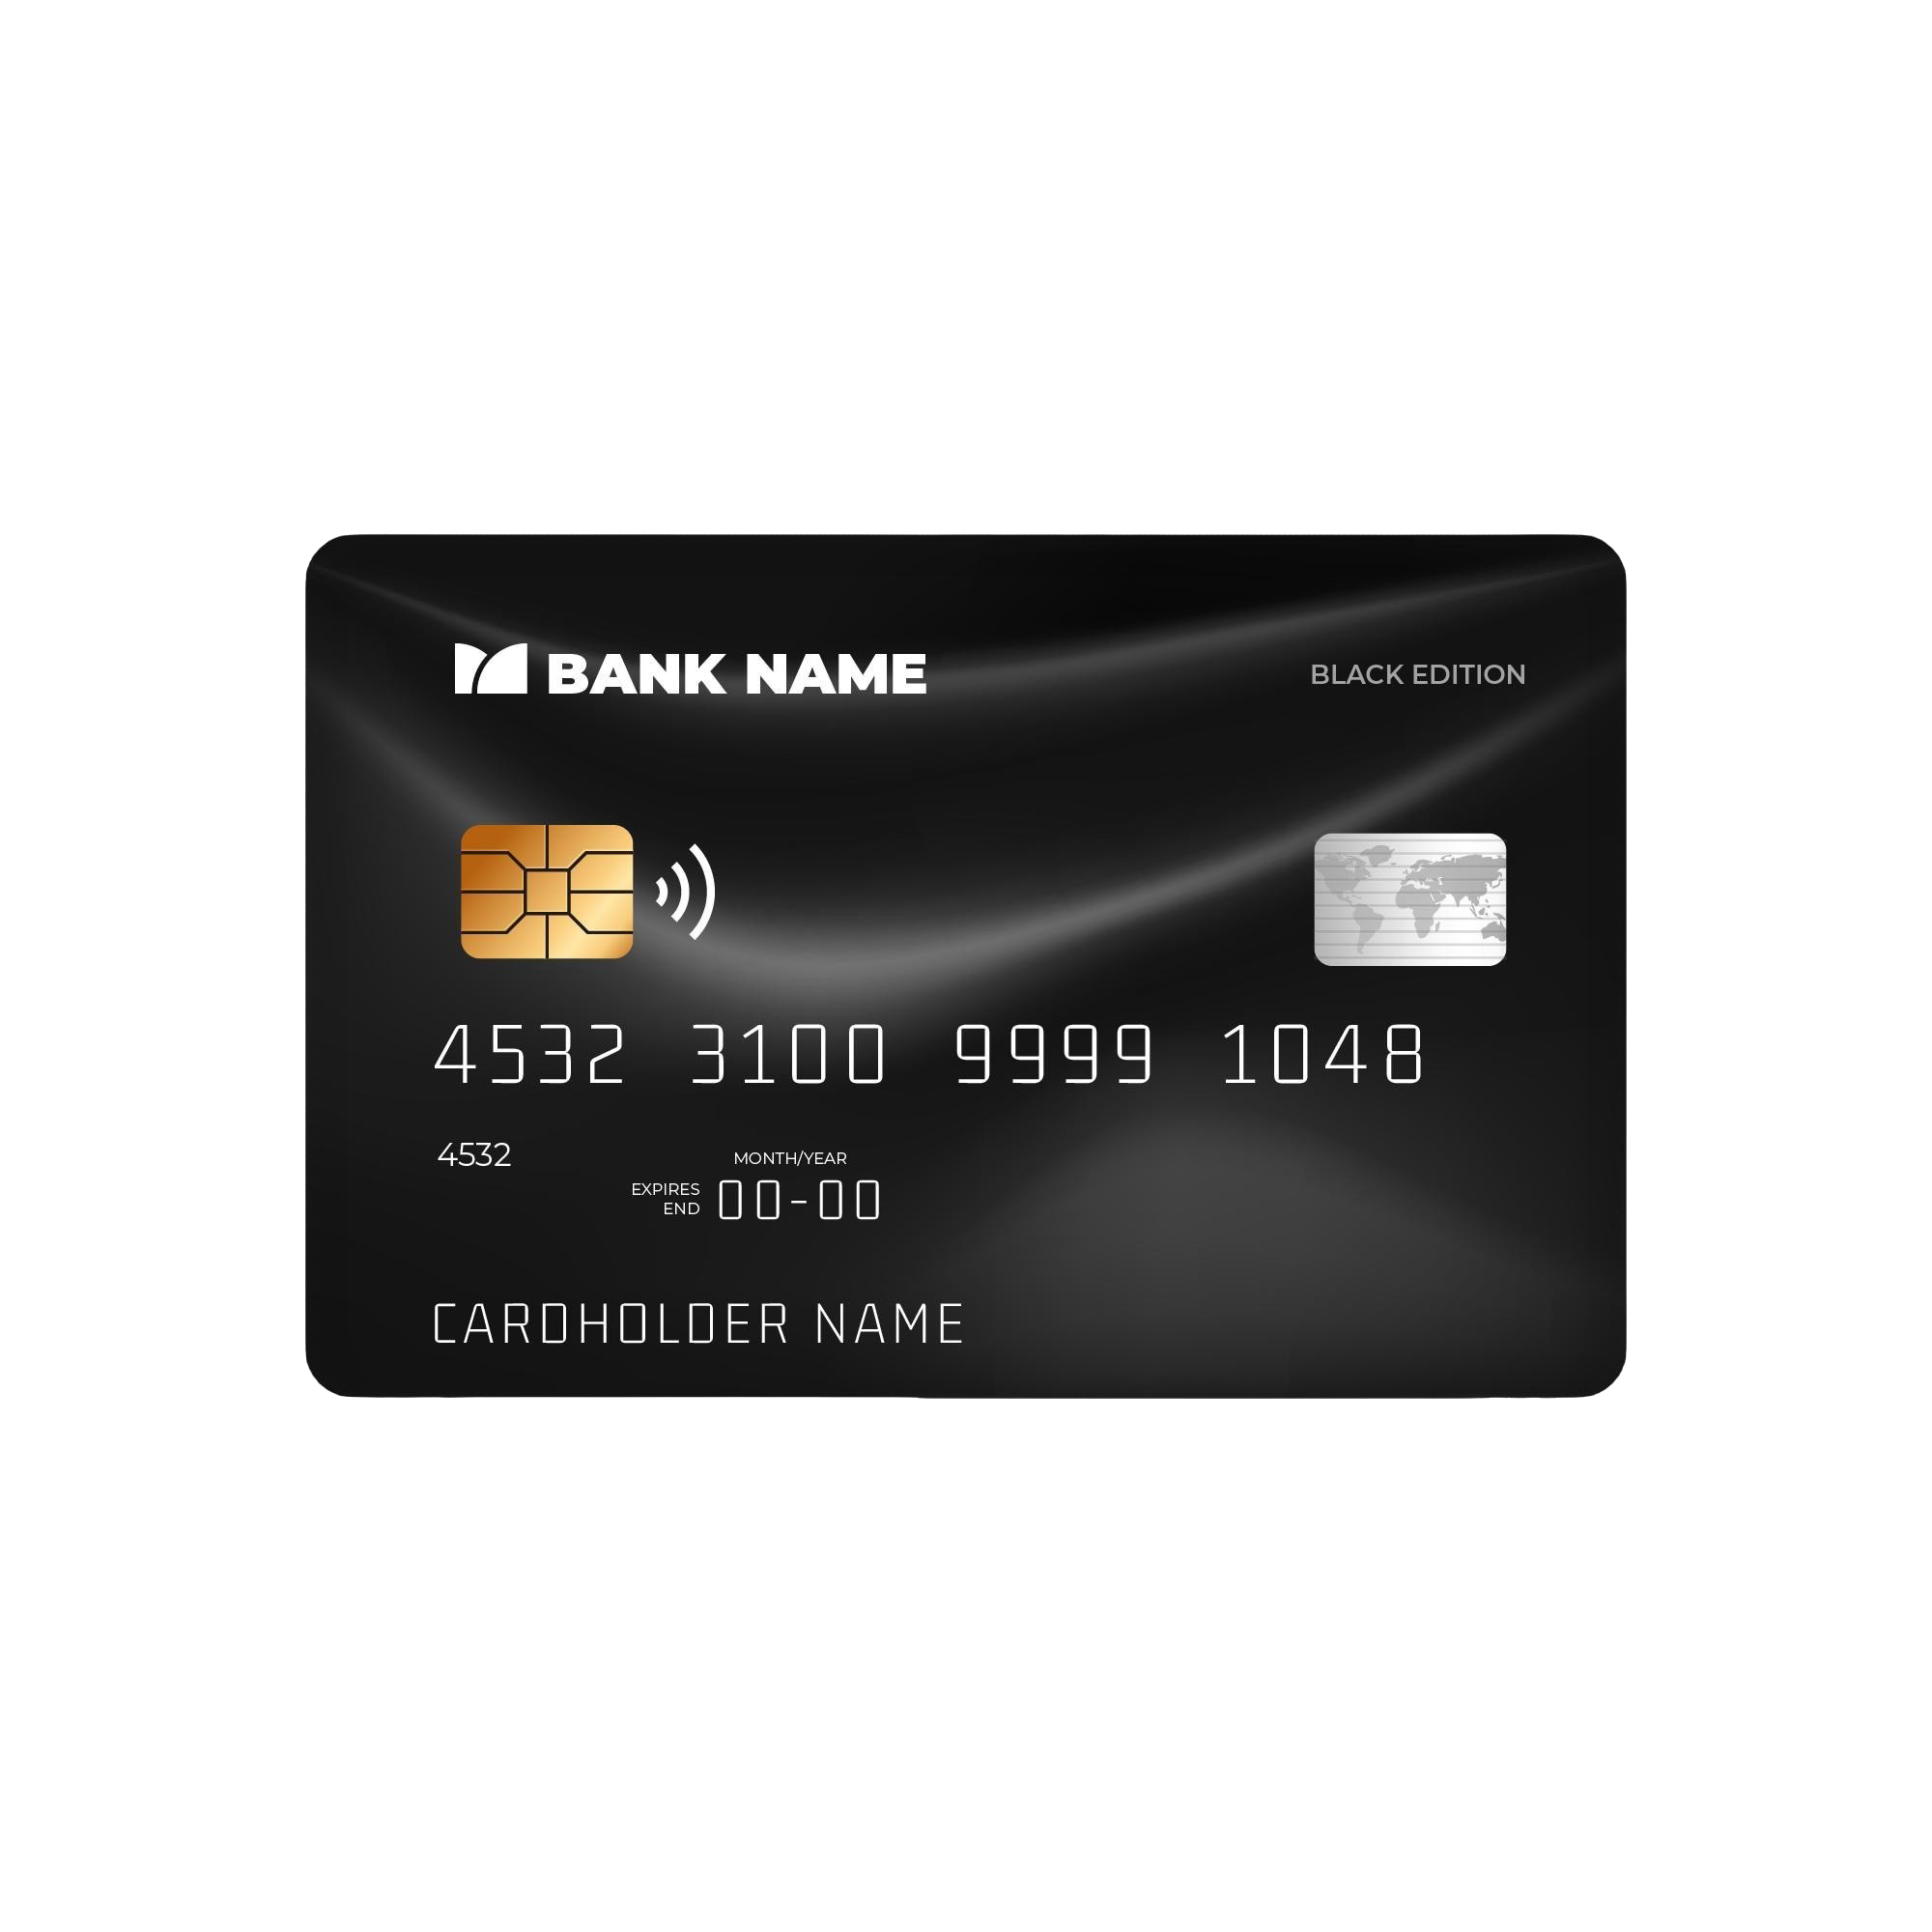 BANK NAME
BLACK EDITION
4532 3100 9999 1048
4532
MONTH/YEAR
EXPIRES
END
00-00
CARDHOLDER NAME